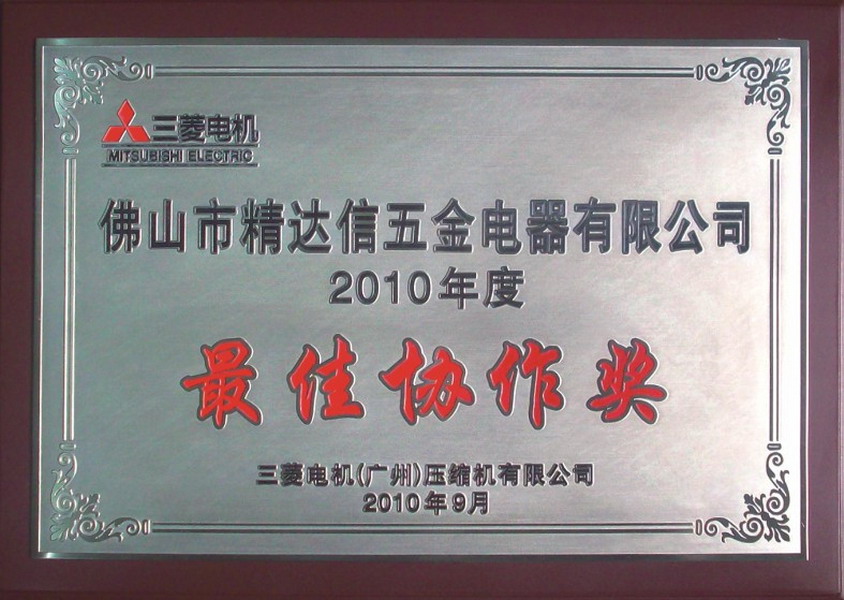 三菱电机
MITSUBISHI ELECTRIC
佛山市精达信五金电器有限公司
2010年度
最佳协作奖
三菱电机(广州)压缩机有限公司
2010年9月